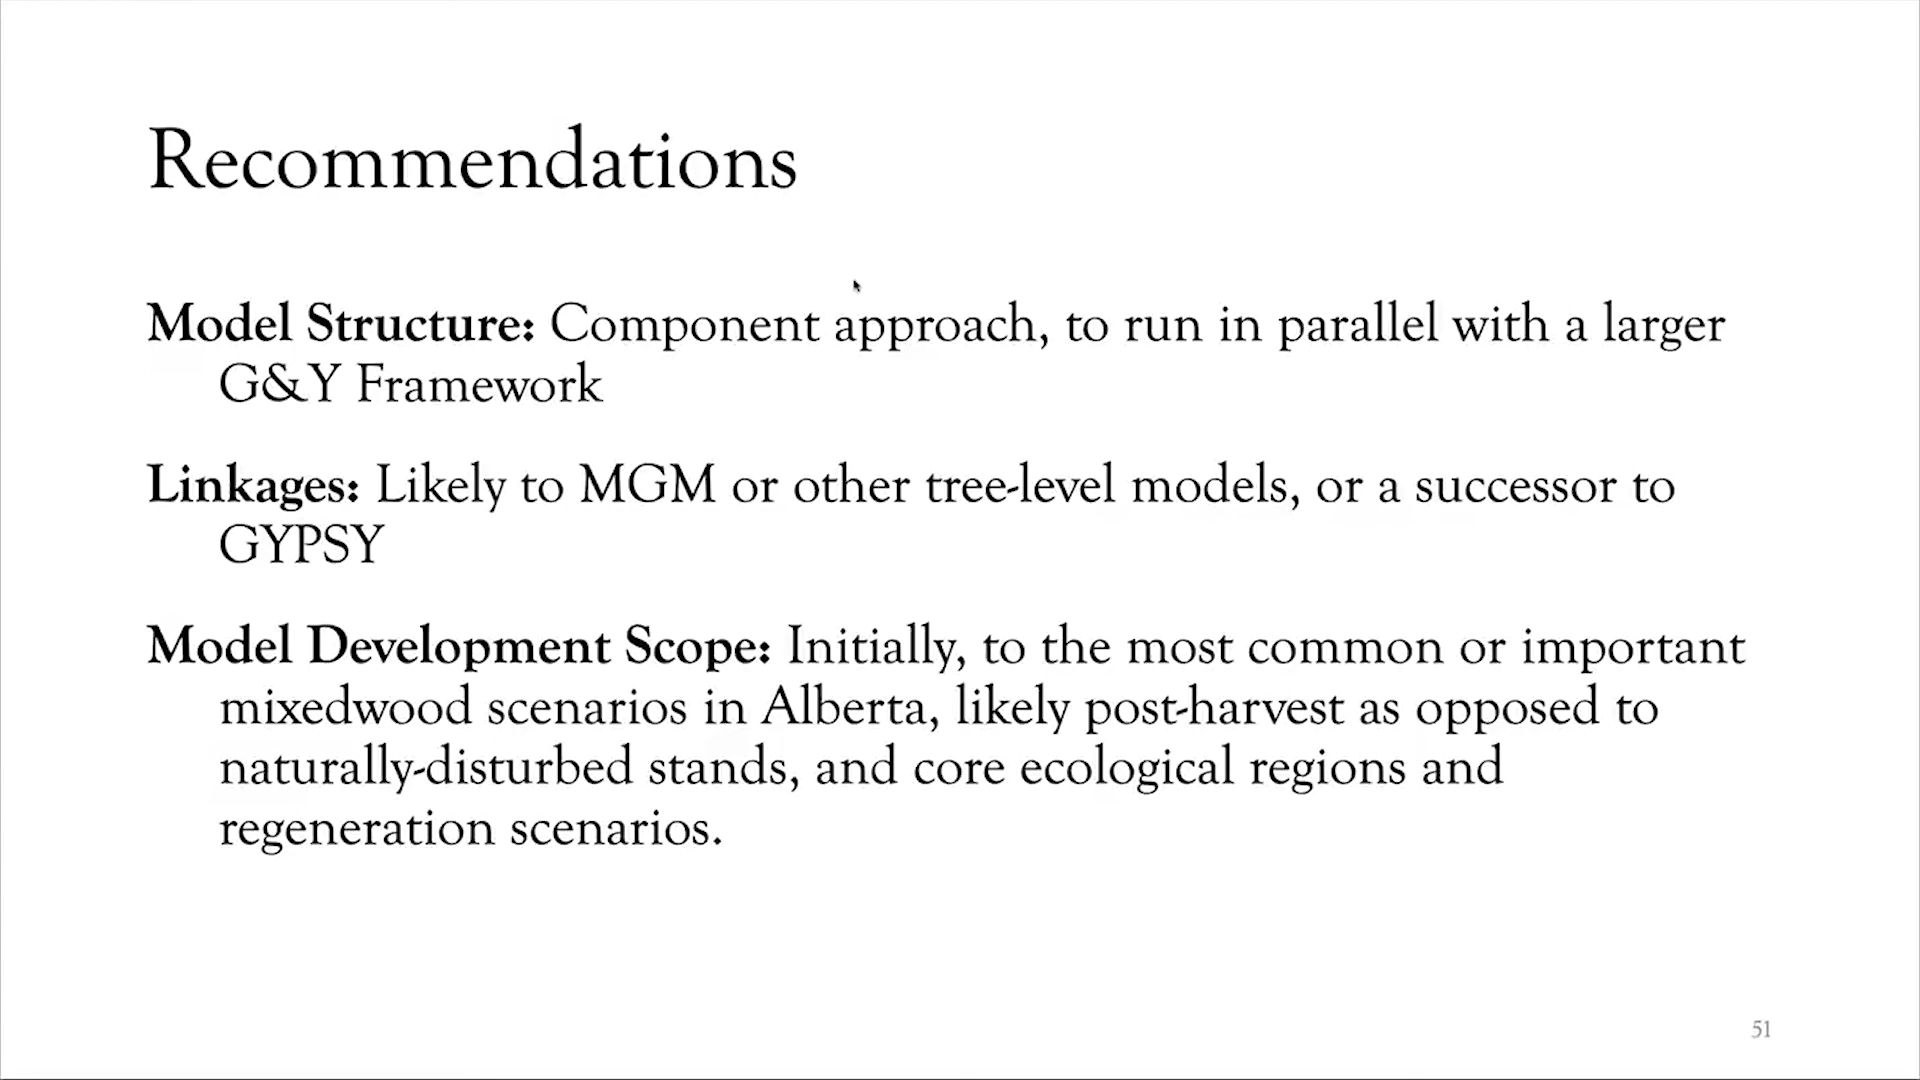 Recommendations
Model Structure: Component approach, to run in parallel with a larger
G&Y Framework
Linkages: Likely to MGM or other tree-level models, or a successor to
GYPSY
Model Development Scope: Initially, to the most common or important
mixedwood scenarios in Alberta, likely post-harvest as opposed to
naturally-disturbed stands, and core ecological regions and
regeneration scenarios.
51